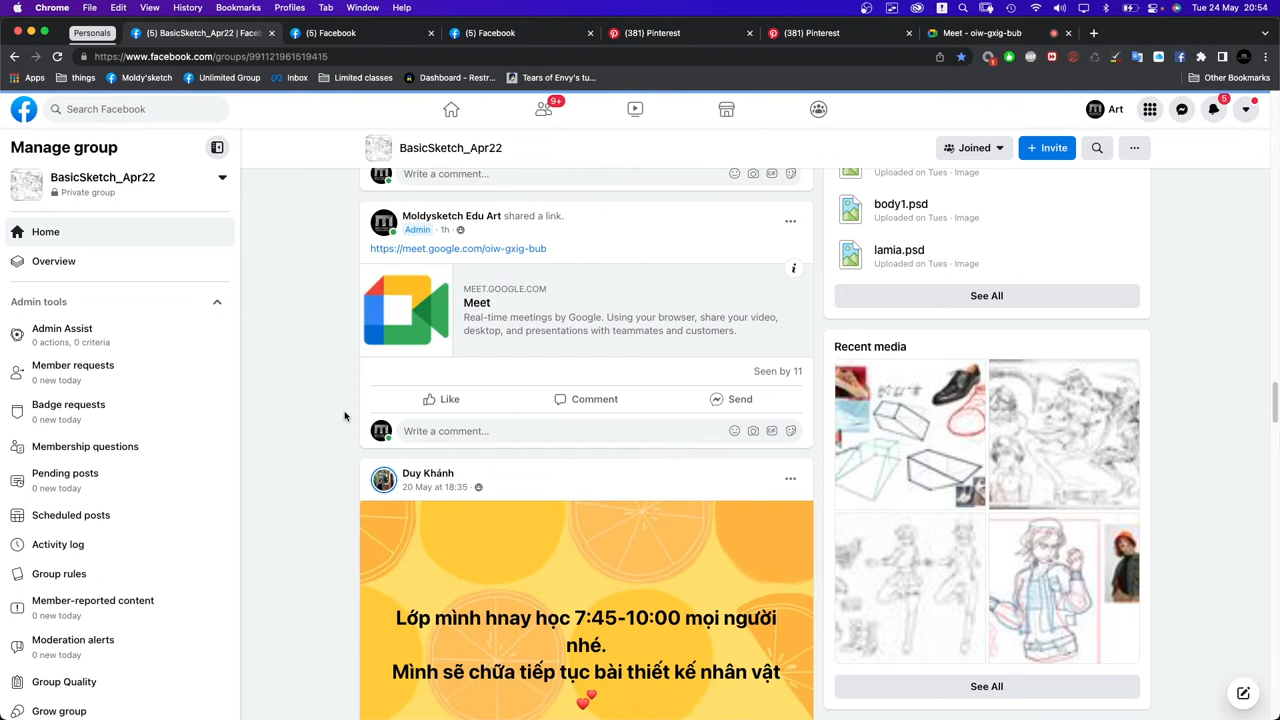 Chrome File Edit View History Bookmarks Profiles Tab Window Help
Tue 24 May 20:54
Personals
(5) BasicSketch_Apr22 | Faceb
(5) Facebook
(5) Facebook
(381) Pinterest
(381) Pinterest
Meet - oiw-gxig-bub
https://www.facebook.com/groups/991121961519415
Apps
things
Moldy'sketch
Unlimited Group
Inbox
Limited classes
Dashboard - Restr...
Tears of Envy's tu...
Other Bookmarks
Search Facebook
9+
Art
5
Manage group
BasicSketch_Apr22
Private group
Home
Overview
Admin tools
Admin Assist
0 actions, 0 criteria
Member requests
0 new today
Badge requests
0 new today
Membership questions
Pending posts
0 new today
Scheduled posts
Activity log
Group rules
Member-reported content
0 new today
Moderation alerts
0 new today
Group Quality
Grow group
BasicSketch_Apr22
Joined
+ Invite
Write a comment...
Moldysketch Edu Art shared a link.
Admin · 1h ·
https://meet.google.com/oiw-gxig-bub
MEET.GOOGLE.COM
Meet
Real-time meetings by Google. Using your browser, share your video,
desktop, and presentations with teammates and customers.
Seen by 11
Like
Comment
Send
Write a comment...
Duy Khánh
20 May at 18:35 ·
Lớp mình hnay học 7:45-10:00 mọi người
nhé.
Mình sẽ chữa tiếp tục bài thiết kế nhân vật
Uploaded on Tues · Image
body1.psd
Uploaded on Tues · Image
lamia.psd
Uploaded on Tues · Image
See All
Recent media
See All